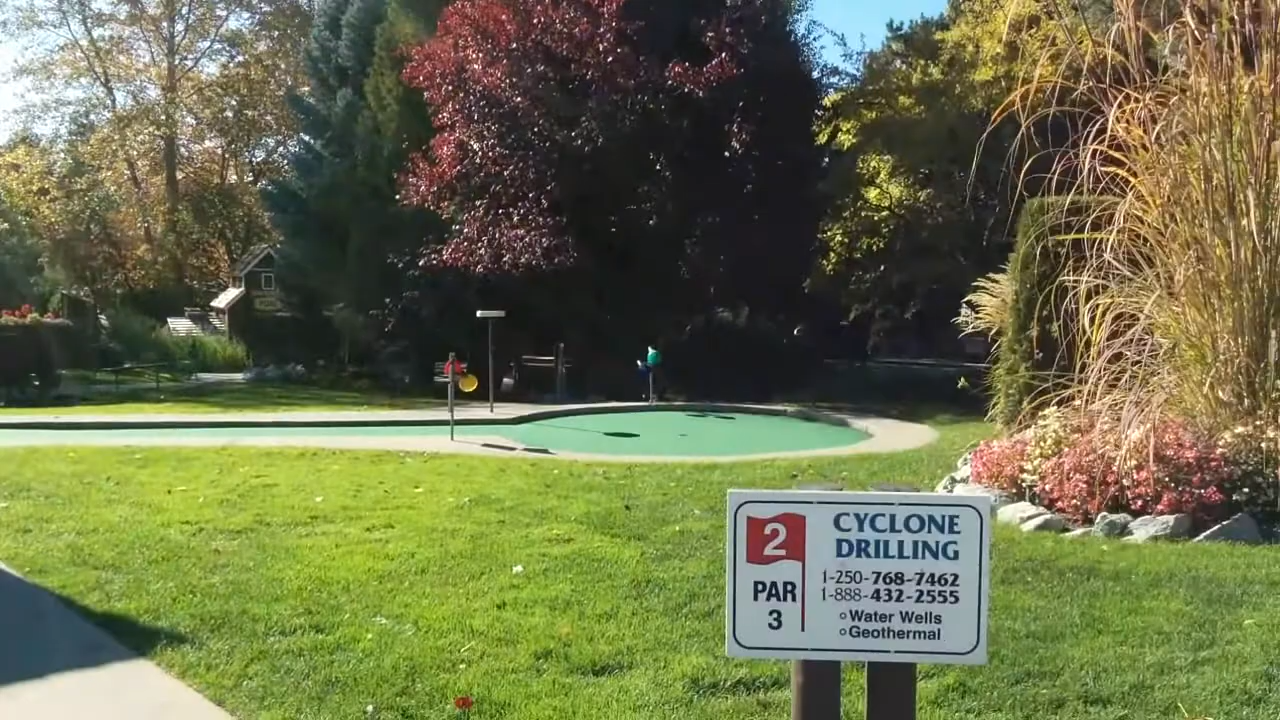 2
PAR
3
CYCLONE
DRILLING
1-250-768-7462
1-888-432-2555
Water Wells
Geothermal